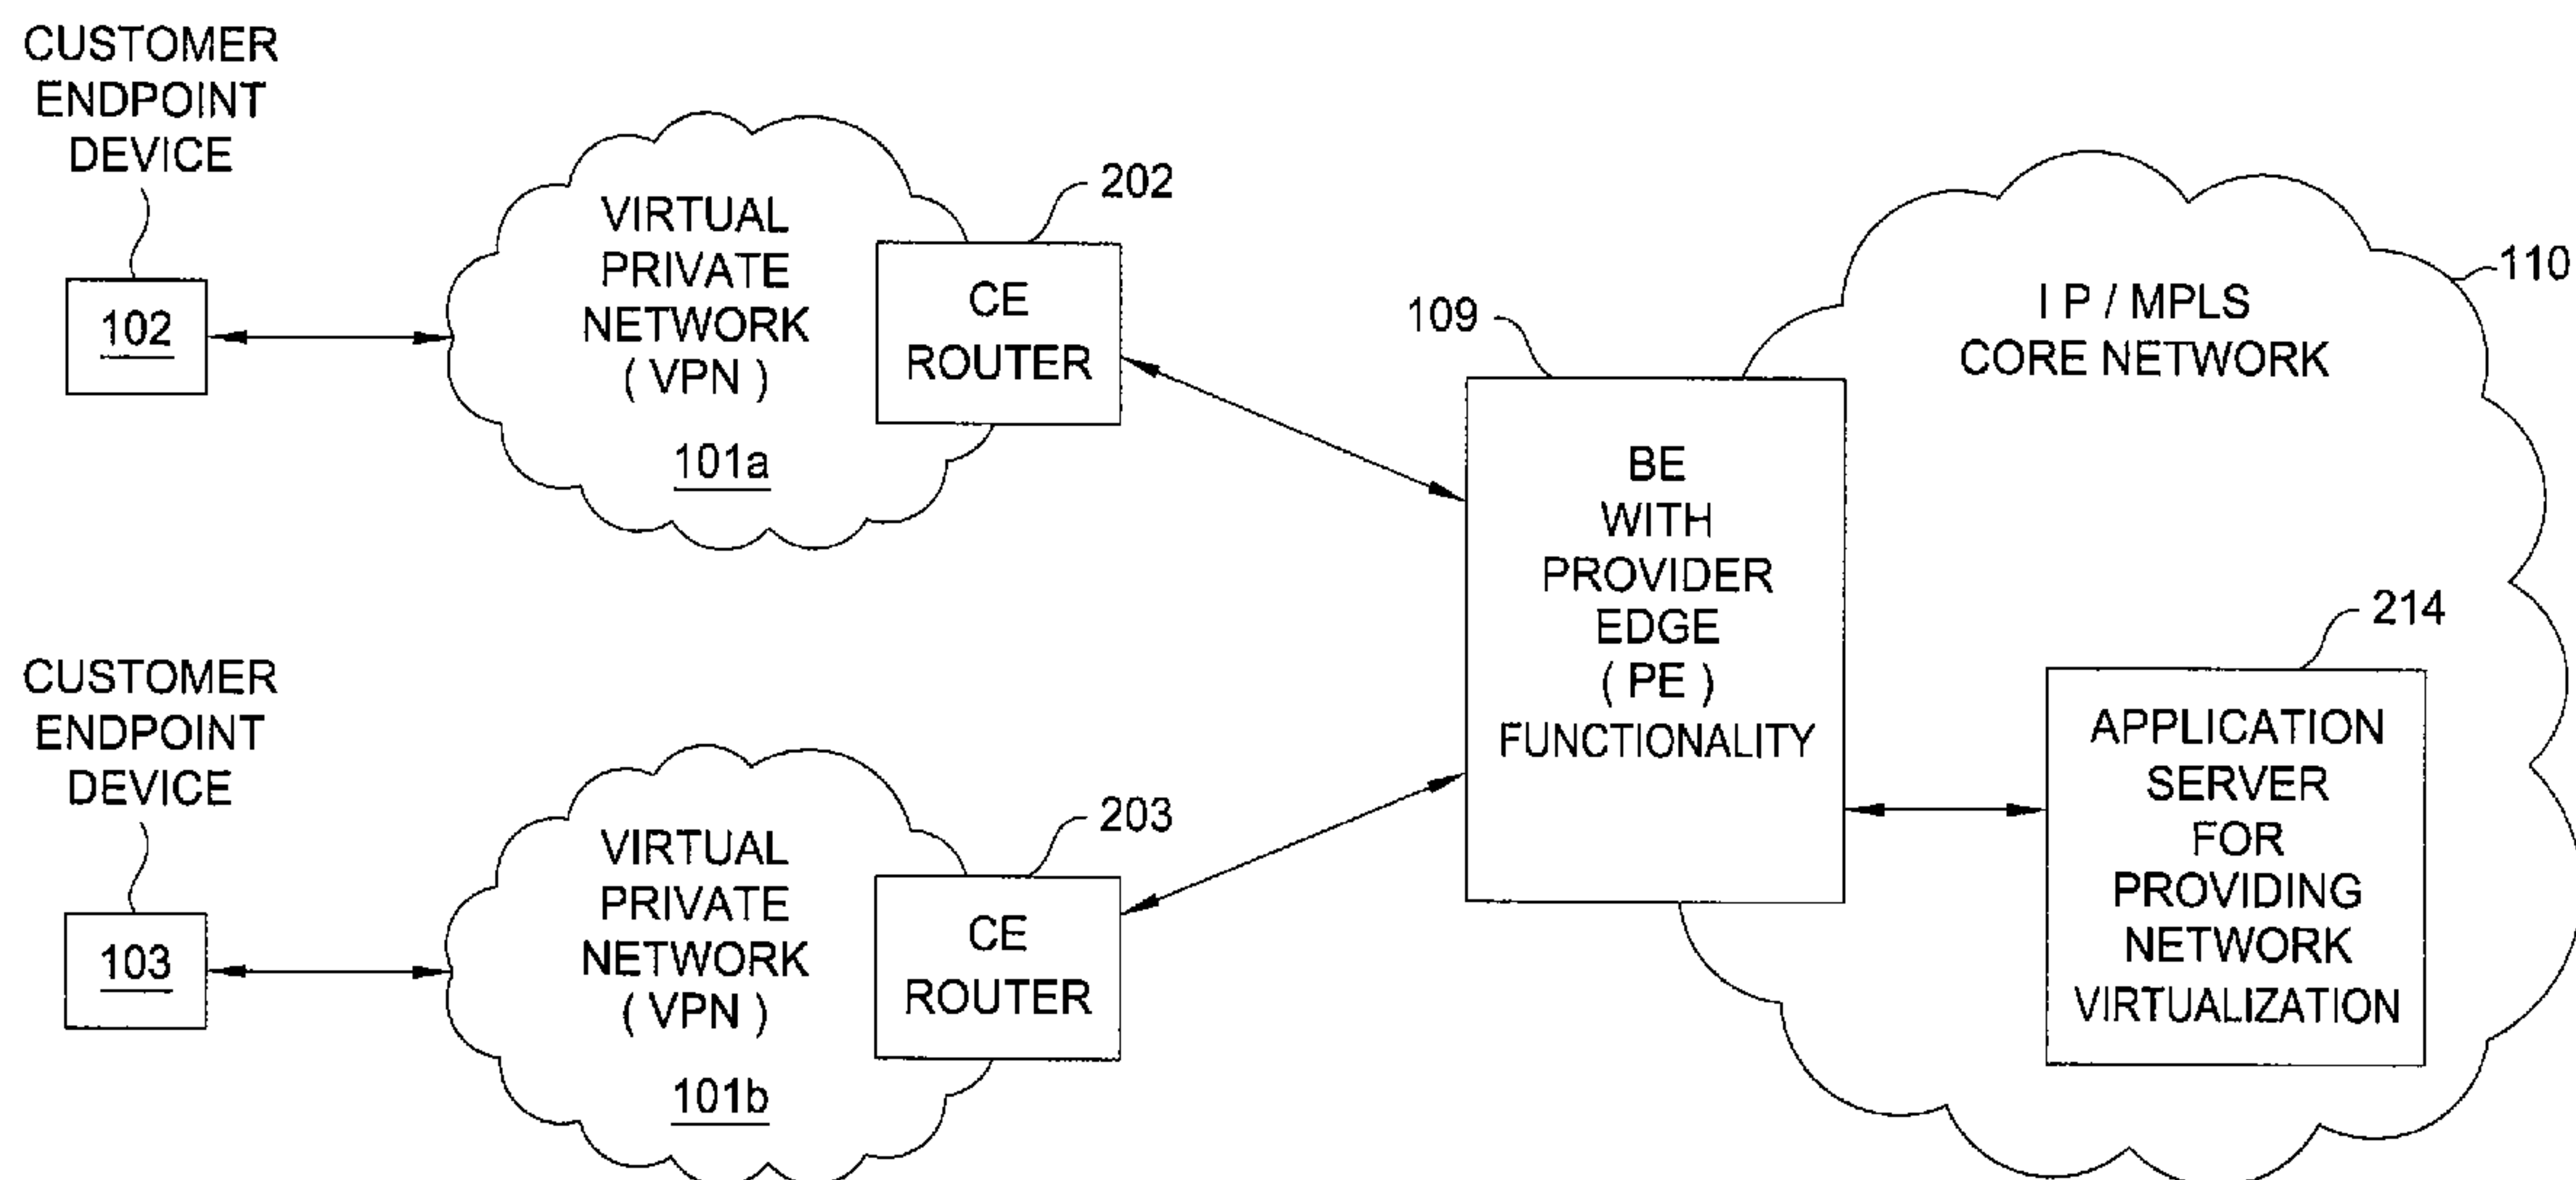 CUSTOMER
ENDPOINT
DEVICE
102
VIRTUAL
PRIVATE
NETWORK
( VPN )
101a
202
CE
ROUTER
CUSTOMER
ENDPOINT
DEVICE
103
VIRTUAL
PRIVATE
NETWORK
( VPN )
101b
203
CE
ROUTER
109
BE
WITH
PROVIDER
EDGE
( PE )
FUNCTIONALITY
110
I P / MPLS
CORE NETWORK
214
APPLICATION
SERVER
FOR
PROVIDING
NETWORK
VIRTUALIZATION